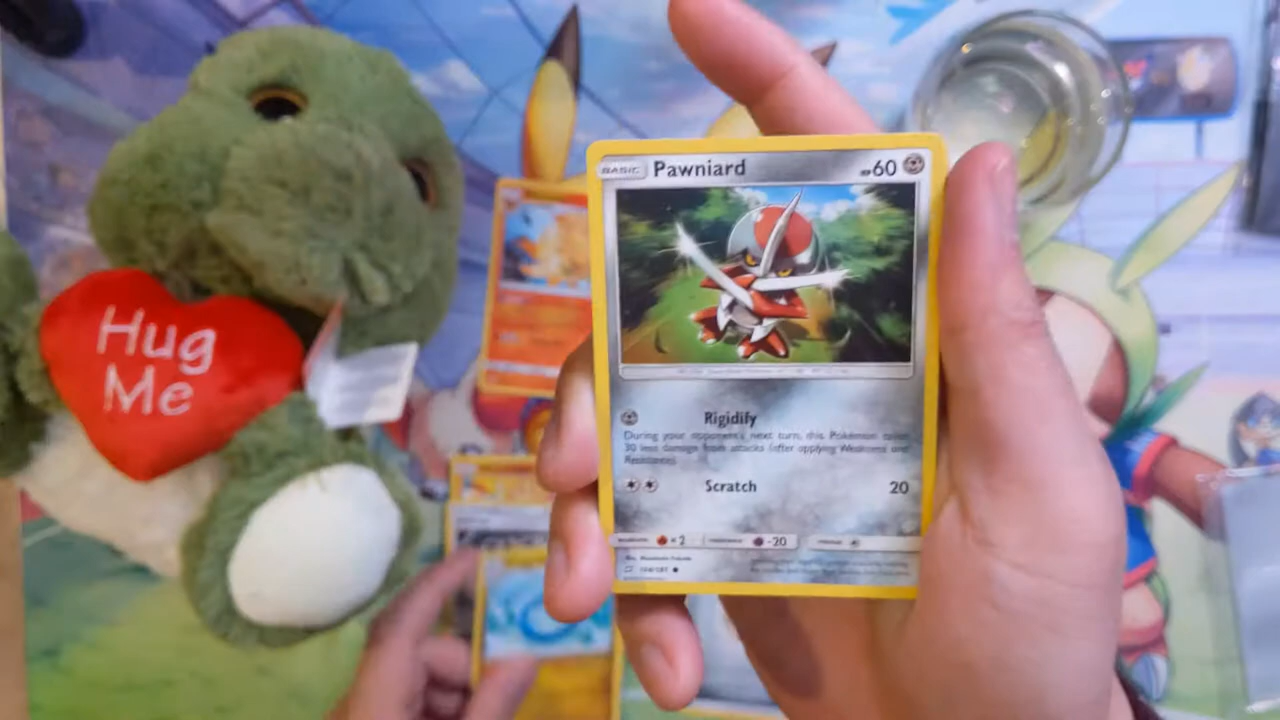 Hug
Me
BASIC Pawniard 60
Rigidify
During your opponent's next turn, this Pokémon takes
30 less damage from attacks (after applying Weakness and
Resistance).
Scratch 20
×2 -20